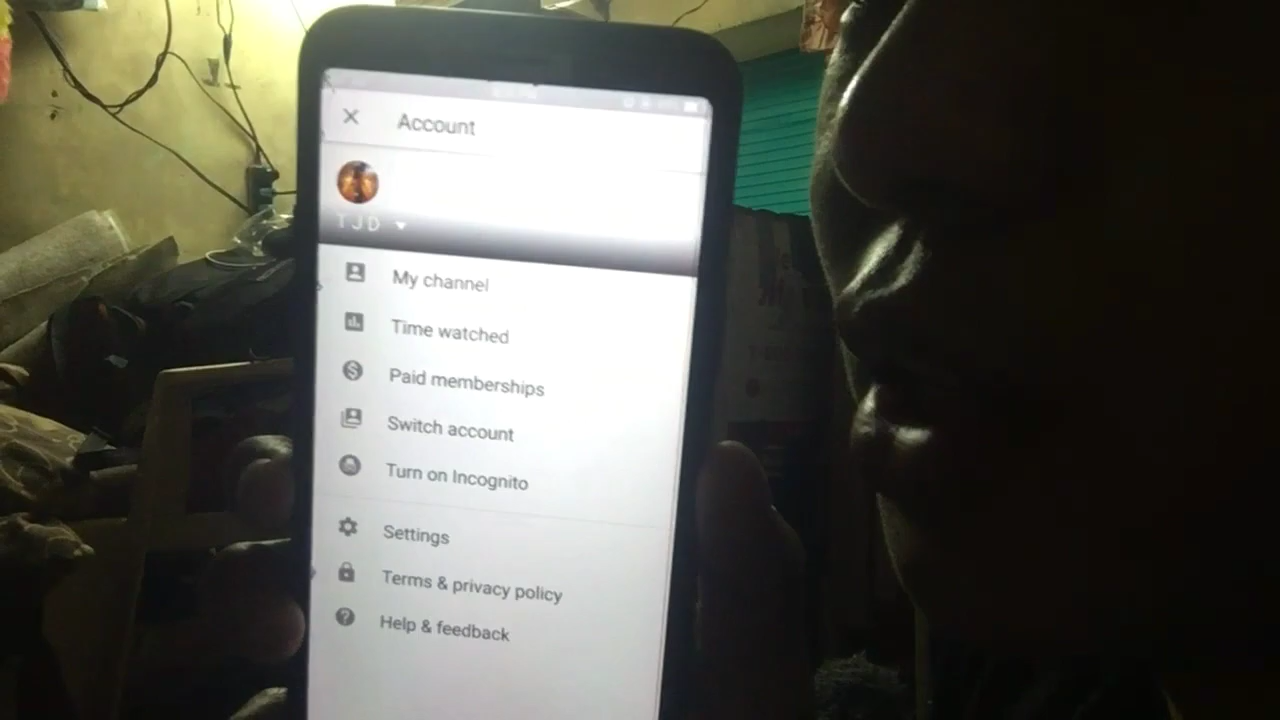 Account
TJD
My channel
Time watched
Paid memberships
Switch account
Turn on Incognito
Settings
Terms & privacy policy
Help & feedback